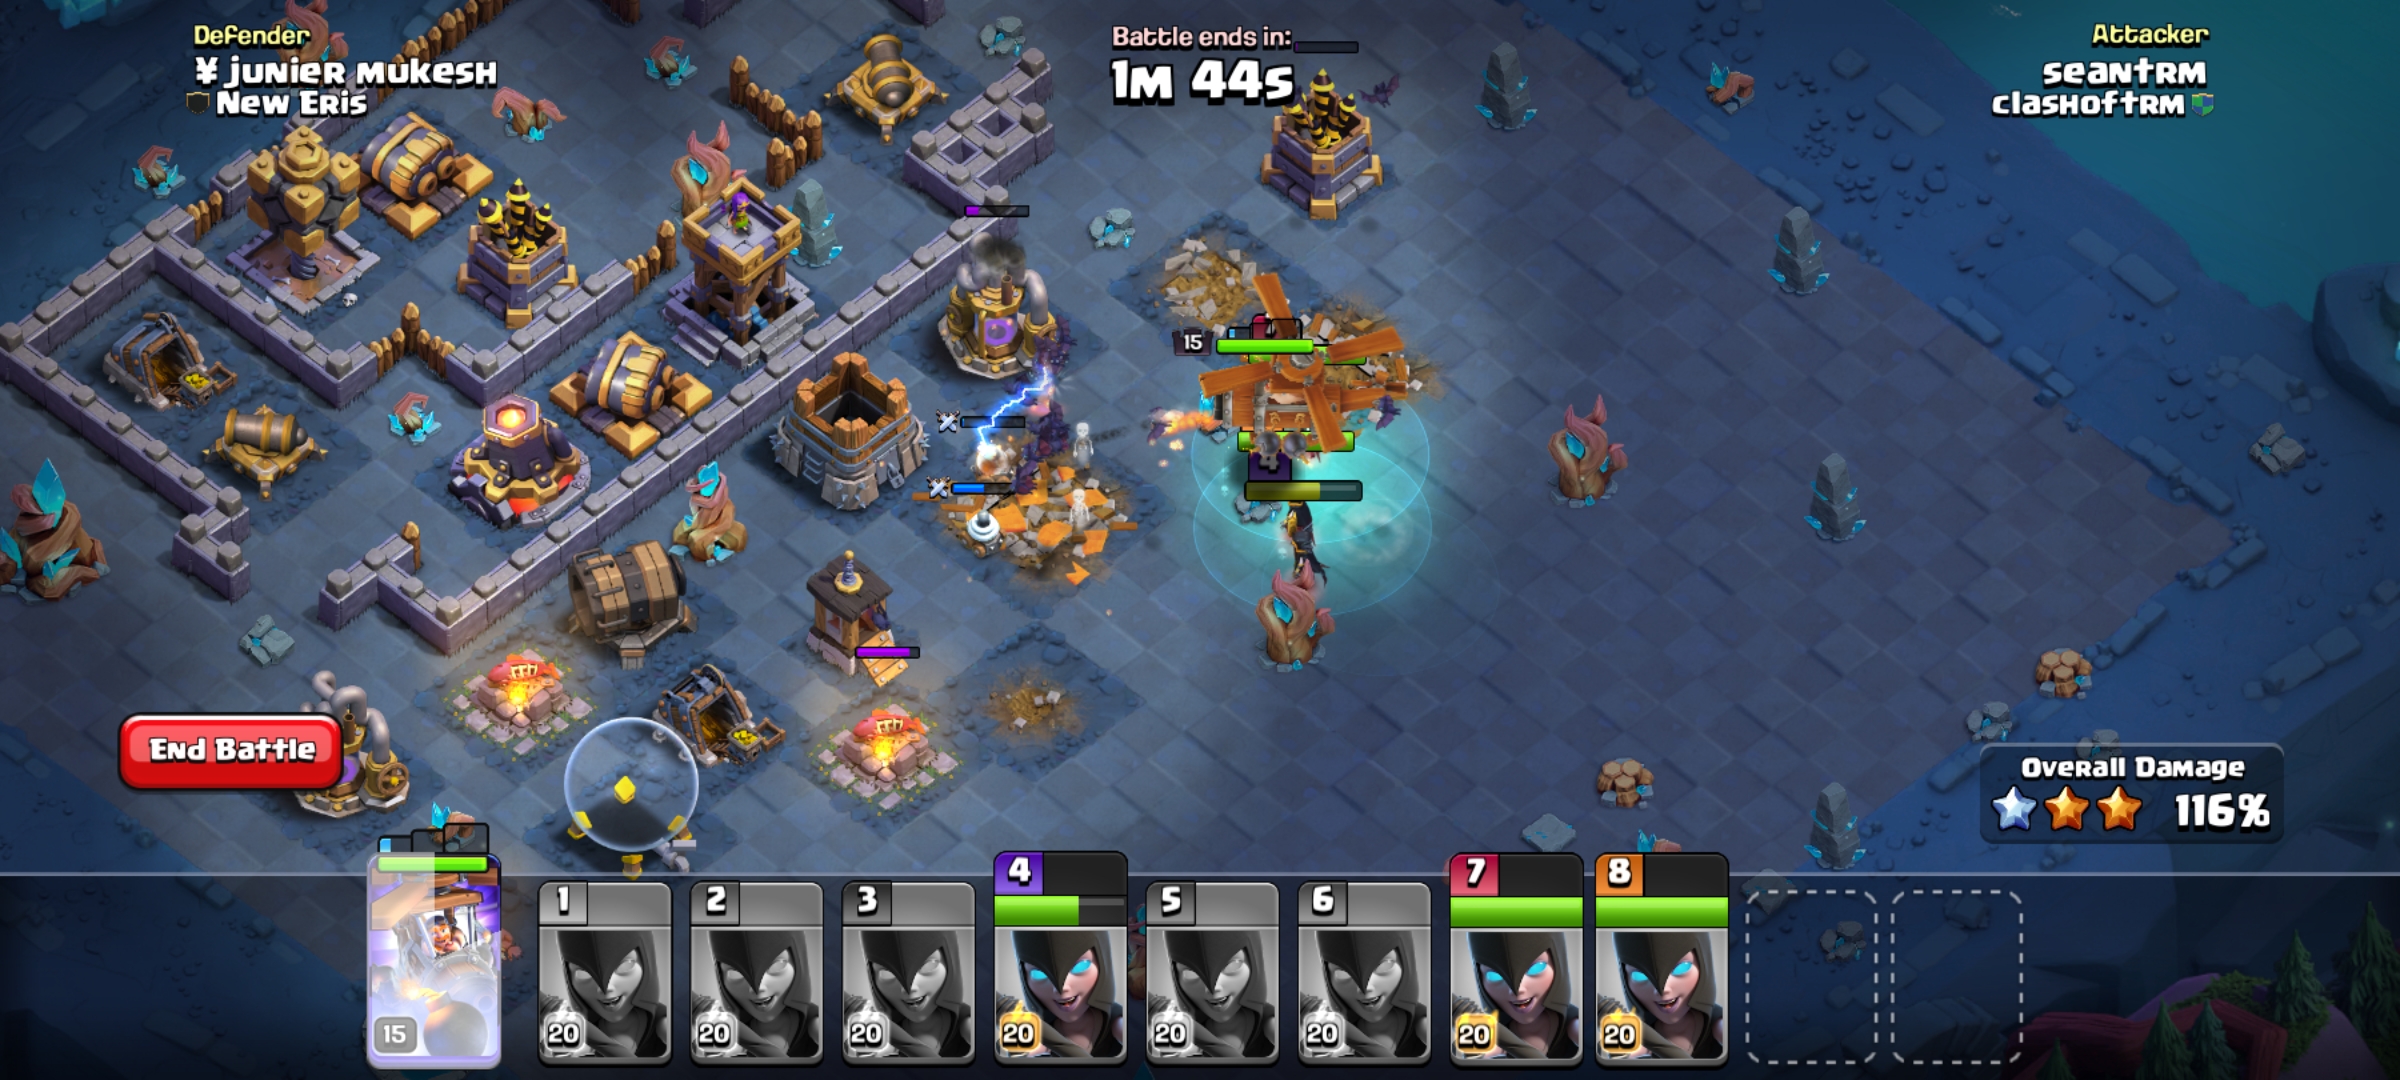 Defender
¥ junier mukesh
New Eris
Battle ends in:
1m 44s
Attacker
seantrm
clashoftrm
15
4
End Battle
Overall Damage
116%
15
1
20
2
20
3
20
4
20
5
20
6
20
7
20
8
20